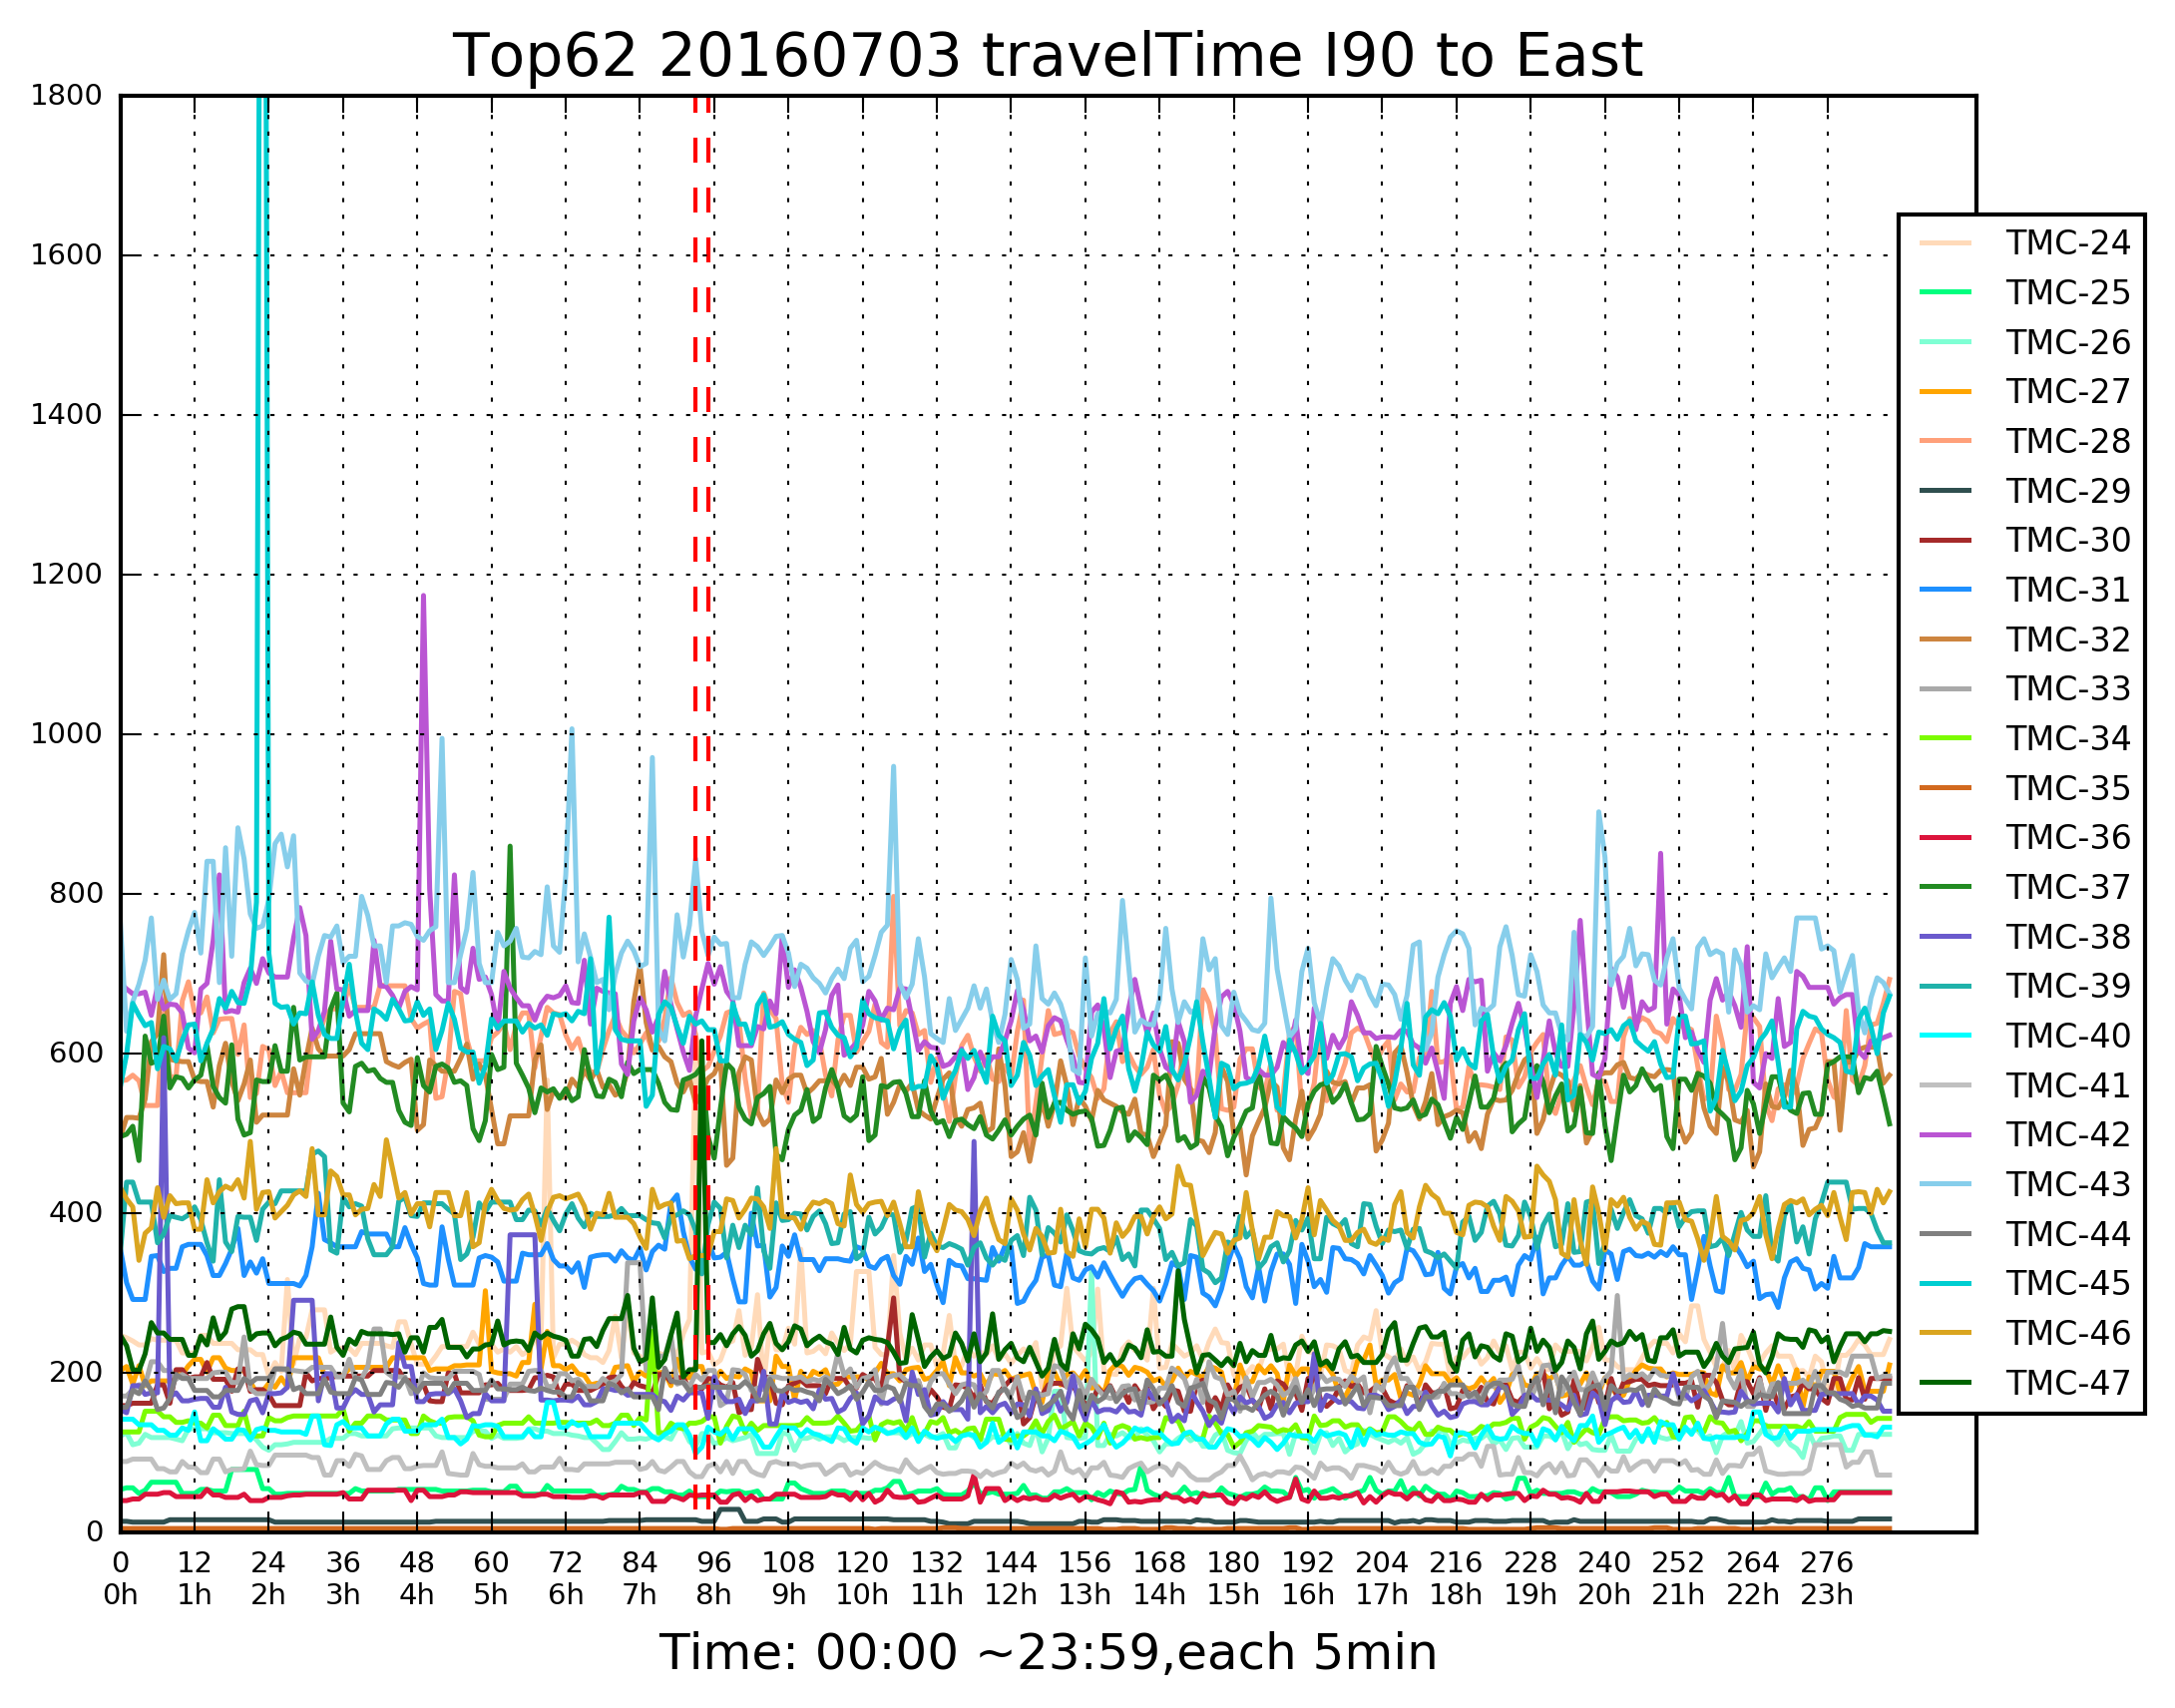 Top62 20160703 travelTime I90 to East
1800
1600
1400
1200
1000
800
600
400
200
0
TMC-24
TMC-25
TMC-26
TMC-27
TMC-28
TMC-29
TMC-30
TMC-31
TMC-32
TMC-33
TMC-34
TMC-35
TMC-36
TMC-37
TMC-38
TMC-39
TMC-40
TMC-41
TMC-42
TMC-43
TMC-44
TMC-45
TMC-46
TMC-47
0 12 24 36 48 60 72 84 96 108 120 132 144 156 168 180 192 204 216 228 240 252 264 276
0h 1h 2h 3h 4h 5h 6h 7h 8h 9h 10h 11h 12h 13h 14h 15h 16h 17h 18h 19h 20h 21h 22h 23h
Time: 00:00 ~23:59,each 5min